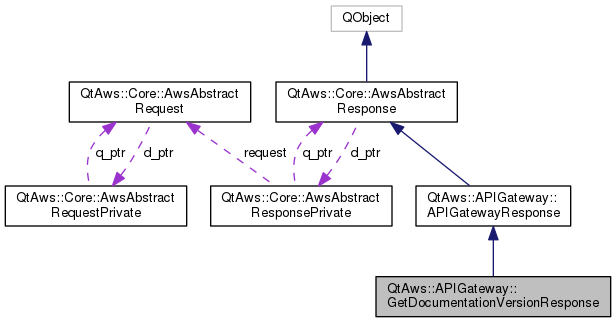 QObject
QtAws::Core::AwsAbstract
Request
QtAws::Core::AwsAbstract
Response
q_ptr
d_ptr
request
q_ptr
d_ptr
QtAws::Core::AwsAbstract
RequestPrivate
QtAws::Core::AwsAbstract
ResponsePrivate
QtAws::APIGateway::
APIGatewayResponse
QtAws::APIGateway::
GetDocumentationVersionResponse